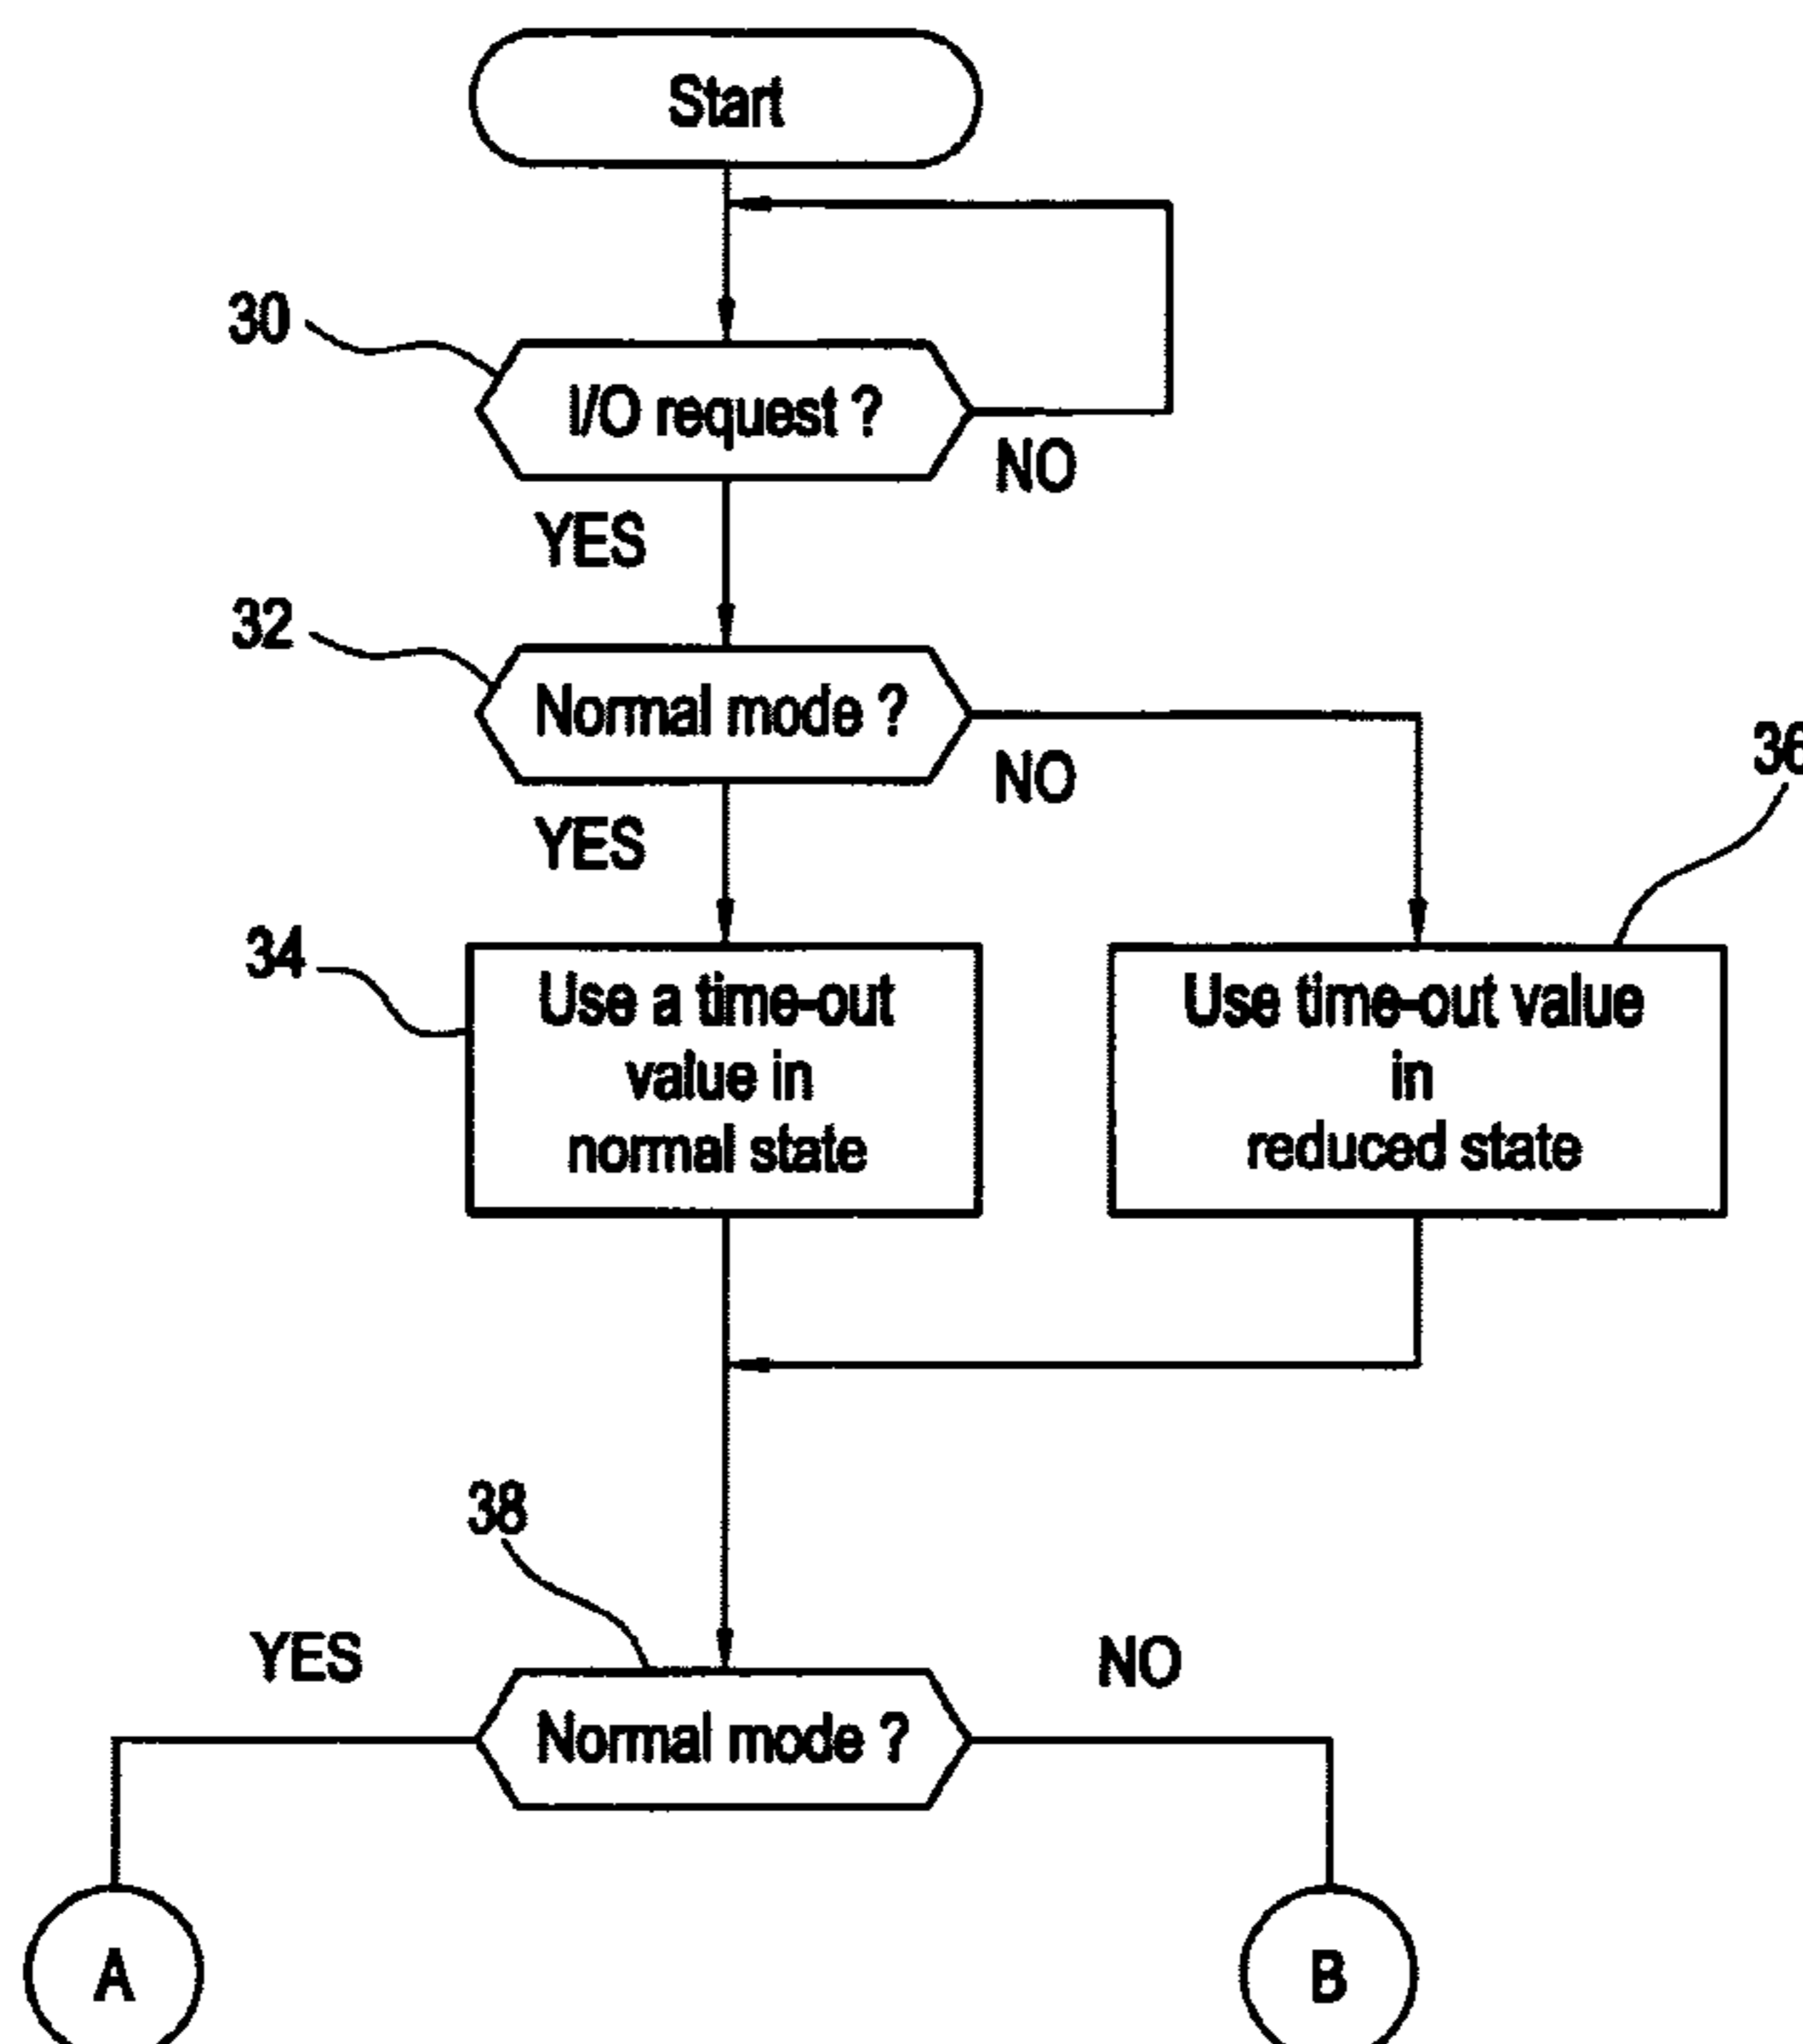 Start
30
I/O request ?
NO
YES
32
Normal mode ?
NO
36
YES
34
Use a time-out
value in
normal state
Use time-out value
in
reduced state
38
YES
NO
Normal mode ?
A
B